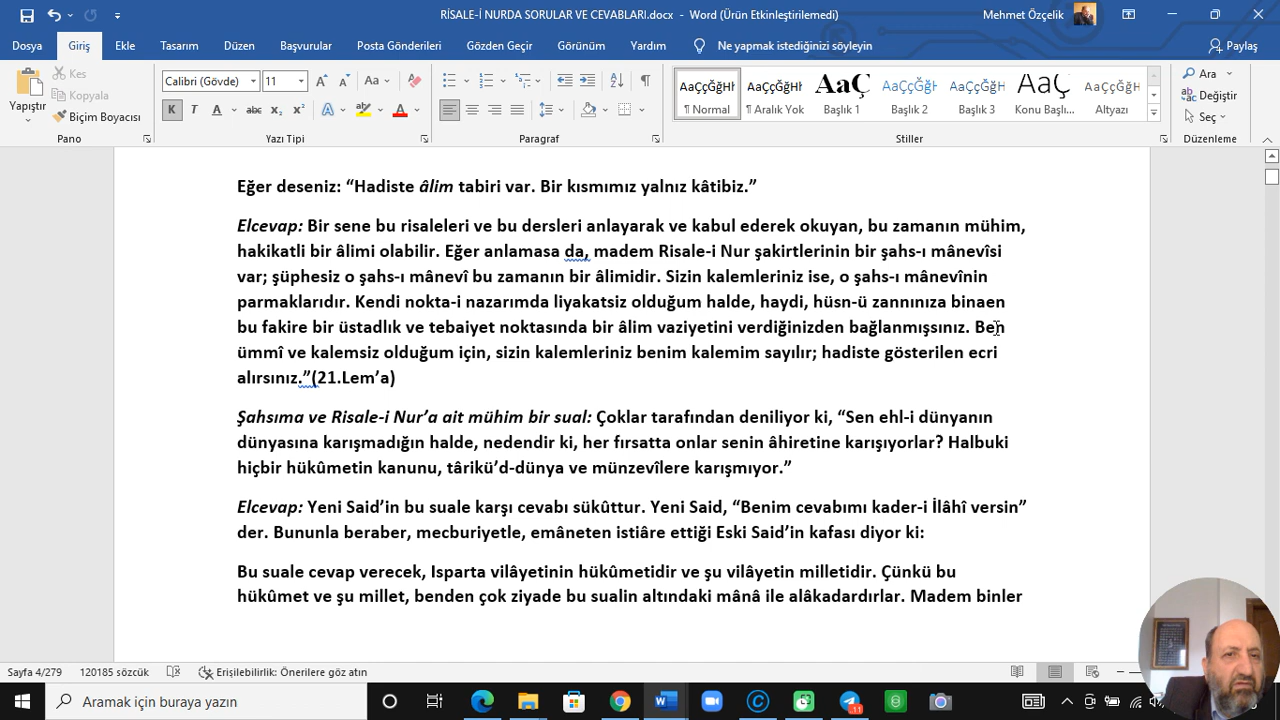 RİSALE-İ NURDA SORULAR VE CEVABLARI.docx - Word (Ürün Etkinleştirilemedi)
Mehmet Özçelik
Dosya Giriş Ekle Tasarım Düzen Başvurular Posta Gönderileri Gözden Geçir Görünüm Yardım Ne yapmak istediğinizi söyleyin Paylaş
Yapıştır
Kes
Kopyala
Biçim Boyacısı
Calibri (Gövde) 11
K T A abc x₂ x²
AaÇçĞğHł AaÇçĞğHł AaÇ AaÇçĞğHł AaÇçĞğH AaÇ AaÇçĞğH
¶ Normal ¶ Aralık Yok Başlık 1 Başlık 2 Başlık 3 Konu Başlı... Altyazı
Ara
Değiştir
Seç
Pano Yazı Tipi Paragraf Stiller Düzenleme
Eğer deseniz: “Hadiste âlim tabiri var. Bir kısmımız yalnız kâtibiz.”
Elcevap: Bir sene bu risaleleri ve bu dersleri anlayarak ve kabul ederek okuyan, bu zamanın mühim,
hakikatli bir âlimi olabilir. Eğer anlamasa da, madem Risale-i Nur şakirtlerinin bir şahs-ı mânevîsi
var; şüphesiz o şahs-ı mânevî bu zamanın bir âlimidir. Sizin kalemleriniz ise, o şahs-ı mânevînin
parmaklarıdır. Kendi nokta-i nazarımda liyakatsiz olduğum halde, haydi, hüsn-ü zannınıza binaen
bu fakire bir üstadlık ve tebaiyet noktasında bir âlim vaziyetini verdiğinizden bağlanmışsınız. Ben
ümmî ve kalemsiz olduğum için, sizin kalemleriniz benim kalemim sayılır; hadiste gösterilen ecri
alırsınız.”(21.Lem’a)
Şahsıma ve Risale-i Nur’a ait mühim bir sual: Çoklar tarafından deniliyor ki, “Sen ehl-i dünyanın
dünyasına karışmadığın halde, nedendir ki, her fırsatta onlar senin âhiretine karışıyorlar? Halbuki
hiçbir hükûmetin kanunu, târikü’d-dünya ve münzevîlere karışmıyor.”
Elcevap: Yeni Said’in bu suale karşı cevabı sükûttur. Yeni Said, “Benim cevabımı kader-i İlâhî versin”
der. Bununla beraber, mecburiyetle, emâneten istiâre ettiği Eski Said’in kafası diyor ki:
Bu suale cevap verecek, Isparta vilâyetinin hükûmetidir ve şu vilâyetin milletidir. Çünkü bu
hükûmet ve şu millet, benden çok ziyade bu sualin altındaki mânâ ile alâkadardırlar. Madem binler
Sayfa 4/279 120185 sözcük Erişilebilirlik: Önerilere göz atın
Aramak için buraya yazın